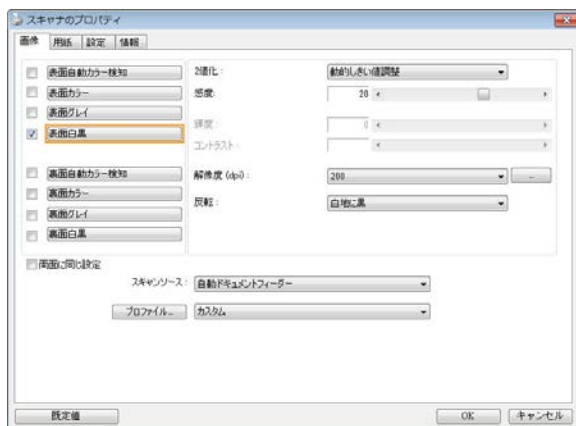 スキャナのプロパティ
画像 用紙 設定 情報
表面自動カラー検知
表面カラー
表面グレイ
表面白黒
裏面自動カラー検知
裏面カラー
裏面グレイ
裏面白黒
2値化:
動的しきい値調整
感度:
20
輝度:
0
コントラスト:
解像度 (dpi):
200
...
反転:
白地に黒
両面に同じ設定
スキャンソース:
自動ドキュメントフィーダー
プロファイル...
カスタム
既定値
OK
キャンセル